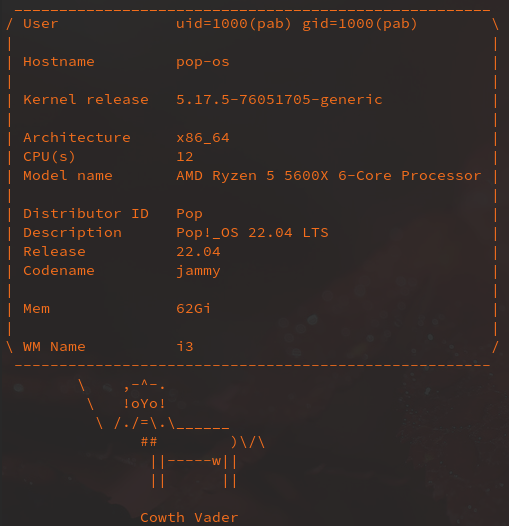 / User             uid=1000(pab) gid=1000(pab)        \
|                                                     |
| Hostname         pop-os                             |
|                                                     |
| Kernel release   5.17.5-76051705-generic            |
|                                                     |
| Architecture     x86_64                             |
| CPU(s)           12                                 |
| Model name       AMD Ryzen 5 5600X 6-Core Processor |
|                                                     |
| Distributor ID   Pop                                |
| Description      Pop!_OS 22.04 LTS                  |
| Release          22.04                              |
| Codename         jammy                              |
|                                                     |
| Mem              62Gi                               |
|                                                     |
\ WM Name          i3                                 /
 -----------------------------------------------------
        \    ,-^-.
         \   !oYo!
          \ /./=\.\______
               ##        )\/\
                ||-----w||
                ||      ||

               Cowth Vader